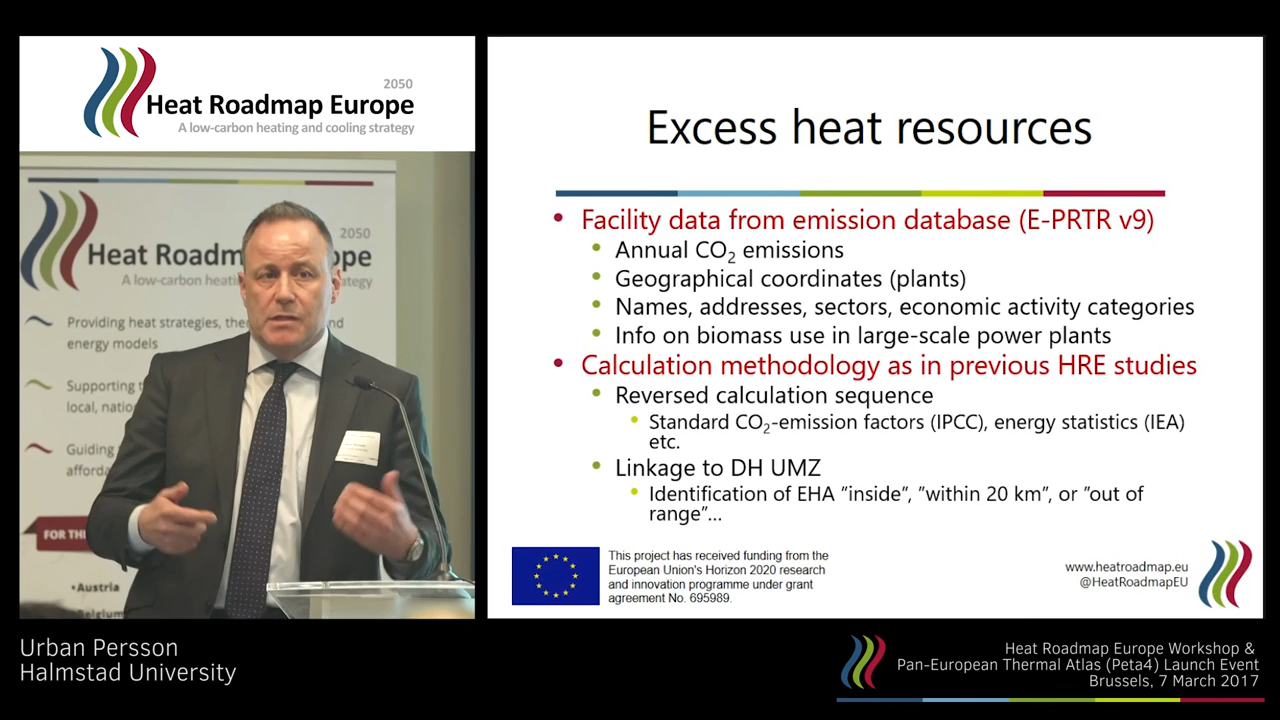 2050
Heat Roadmap Europe
A low-carbon heating and cooling strategy
2050
Heat Roadm
pe
A low-carbon heati
tegy
Providing heat strategies, the
nd
energy models
Supporting
local, natio
Guiding
afforda
FOR TH
•Austria
Belgium
Excess heat resources
• Facility data from emission database (E-PRTR v9)
• Annual CO₂ emissions
• Geographical coordinates (plants)
• Names, addresses, sectors, economic activity categories
• Info on biomass use in large-scale power plants
• Calculation methodology as in previous HRE studies
• Reversed calculation sequence
• Standard CO₂-emission factors (IPCC), energy statistics (IEA)
etc.
• Linkage to DH UMZ
• Identification of EHA “inside”, ”within 20 km”, or ”out of
range”...
This project has received funding from the
European Union's Horizon 2020 research
and innovation programme under grant
agreement No. 695989.
www.heatroadmap.eu
@HeatRoadmapEU
Urban Persson
Halmstad University
Heat Roadmap Europe Workshop &
Pan-European Thermal Atlas (Peta4) Launch Event
Brussels, 7 March 2017